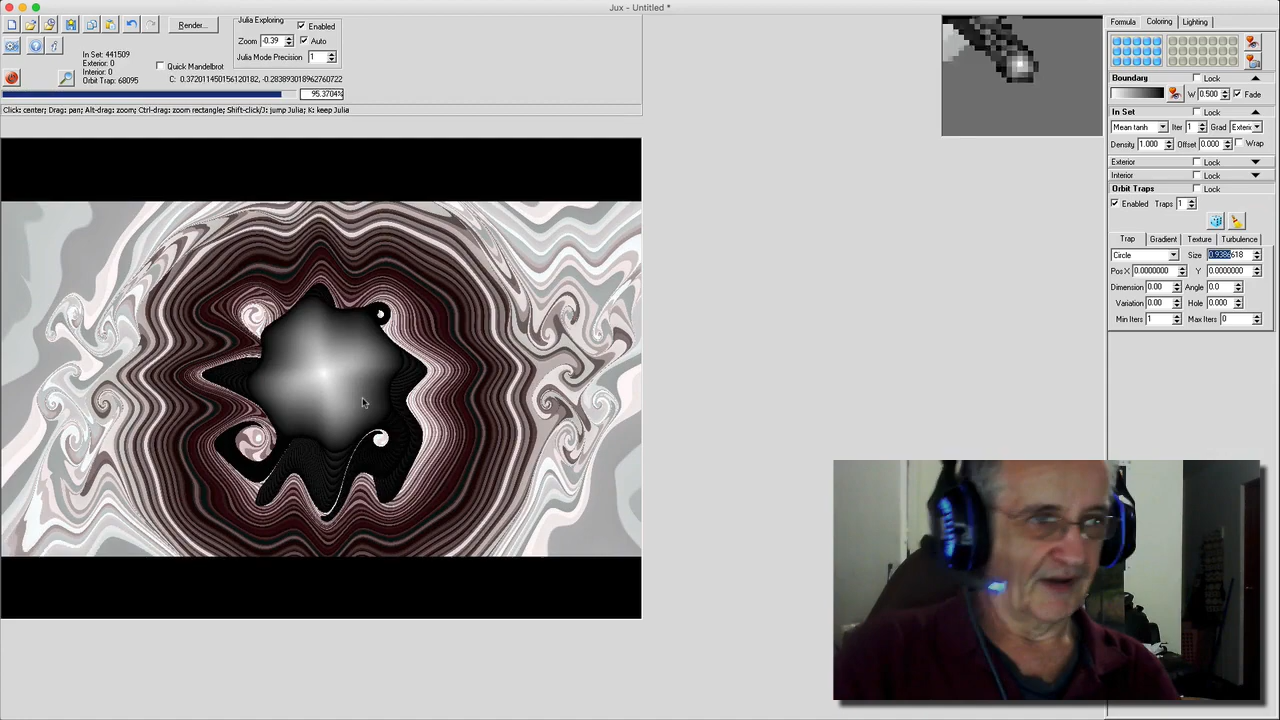 Jux - Untitled *
Render...
Julia Exploring
Enabled
Zoom -0.39 Auto
Julia Mode Precision 1
In Set: 441509
Exterior: 0
Interior: 0
Orbit Trap: 68095
Quick Mandelbrot
C: 0.372011450156120182, -0.283893018962760722
95.3704%
Click: center; Drag: pan; Alt-drag: zoom; Ctrl-drag: zoom rectangle; Shift-click/J: jump Julia; K: keep Julia
Formula Coloring Lighting
Boundary Lock
W 0.500 Fade
In Set Lock
Mean tanh Iter 1 Grad Exteri
Density 1.000 Offset 0.000 Wrap
Exterior Lock
Interior Lock
Orbit Traps Lock
Enabled Traps 1
Trap Gradient Texture Turbulence
Circle Size 0.9386618
Pos X 0.0000000 Y 0.0000000
Dimension 0.00 Angle 0.0
Variation 0.00 Hole 0.000
Min Iters 1 Max Iters 0